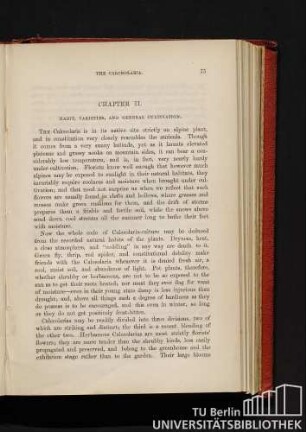 THE CALCEOLARIA. 75
CHAPTER II.
HABIT, VARIETIES, AND GENERAL CULTIVATION.
THE Calceolaria is in its native site strictly an alpine plant,
and in constitution very closely resembles the cineraria. Though
it comes from a very sunny latitude, yet as it haunts elevated
plateaus and grassy nooks on mountain sides, it can bear a con-
siderably low temperature, and is, in fact, very nearly hardy
under cultivation. Florists know well enough that however much
alpines may be exposed to sunlight in their natural habitats, they
invariably require coolness and moisture when brought under cul-
tivation; and that need not surprise us when we reflect that such
flowers are usually found in shelts and hollows, where grasses and
mosses make green cushions for them, and the drift of storms
prepares them a friable and fertile soil, while the snows above
send down cool streams all the summer long to bathe their feet
with moisture.
Now the whole code of Calceolaria-culture may be deduced
from the recorded natural habits of the plants. Dryness, heat,
a close atmosphere, and "coddling" in any way are death to it.
Green fly, thrip, red spider, and constitutional debility make
friends with the Calceolaria whenever it is denied fresh air, a
cool, moist soil, and abundance of light. Pot plants, therefore,
whether shrubby or herbaceous, are not to be so exposed to the
sun as to get their roots heated, nor must they ever flag for want
of moisture—even in their young state damp is less injurious than
drought; and, above all things such a degree of hardiness as they
do possess is to be encouraged, and this even in winter, so long
as they do not get positively frost-bitten.
Calceolarias may be readily divided into three divisions, two of
which are striking and distinct; the third is a mount blending of
the other two. Herbaceous Calceolarias are most strictly florists'
flowers; they are more tender than the shrubby kinds, less easily
propagated and preserved, and belong to the greenhouse and the
exhibition stage rather than to the garden. Their large blooms
TU Berlin
UNIVERSITÄTSBIBLIOTHEK